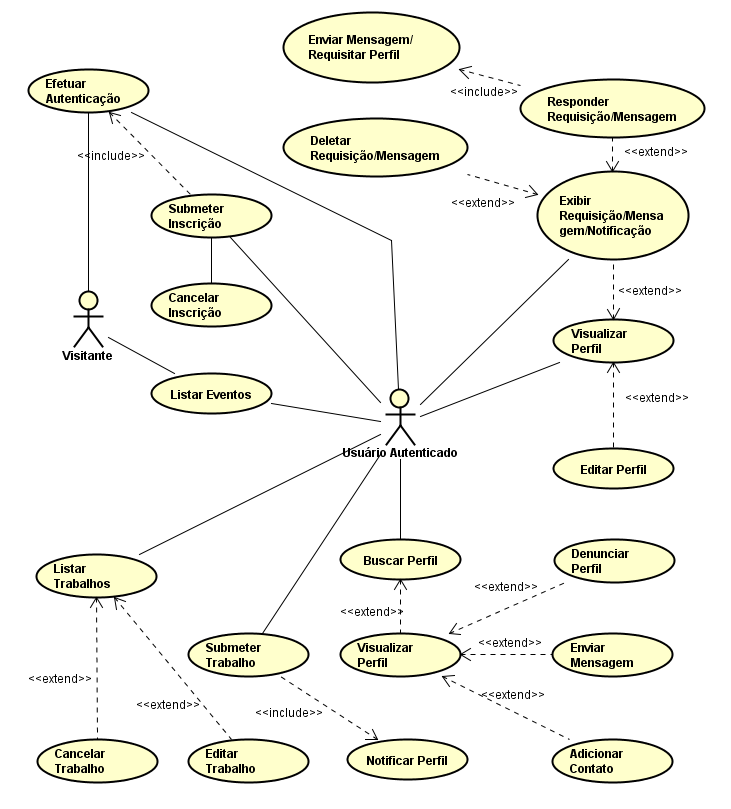 Enviar Mensagem/
Requisitar Perfil
Efetuar
Autenticação
<<include>>
Responder
Requisição/Mensagem
Deletar
Requisição/Mensagem
<<include>>
<<extend>>
<<extend>>
Submeter
Inscrição
Exibir
Requisição/Mensa
gem/Notificação
Cancelar
Inscrição
<<extend>>
Visitante
Visualizar
Perfil
Listar Eventos
<<extend>>
Usuário Autenticado
Editar Perfil
Listar
Trabalhos
Buscar Perfil
Denunciar
Perfil
<<extend>>
<<extend>>
Submeter
Trabalho
Visualizar
Perfil
<<extend>>
Enviar
Mensagem
<<extend>>
<<extend>>
<<extend>>
<<include>>
Cancelar
Trabalho
Editar
Trabalho
Notificar Perfil
Adicionar
Contato